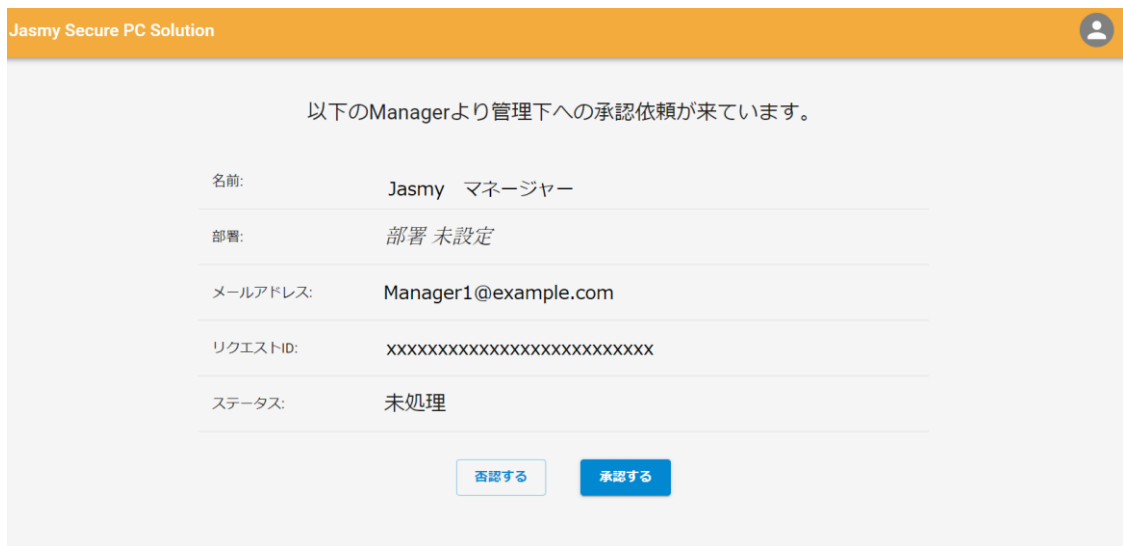 Jasmy Secure PC Solution
以下のManagerより管理下への承認依頼が来ています。
名前: Jasmy　マネージャー
部署: 部署 未設定
メールアドレス: Manager1@example.com
リクエストID: xxxxxxxxxxxxxxxxxxxxxxxxxx
ステータス: 未処理
否認する 承認する